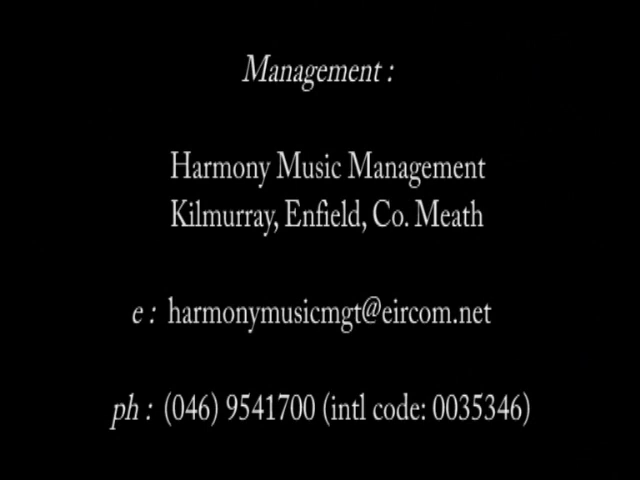 Management :
Harmony Music Management
Kilmurray, Enfield, Co. Meath
e : harmonymusicmgt@eircom.net
ph : (046) 9541700 (intl code: 0035346)